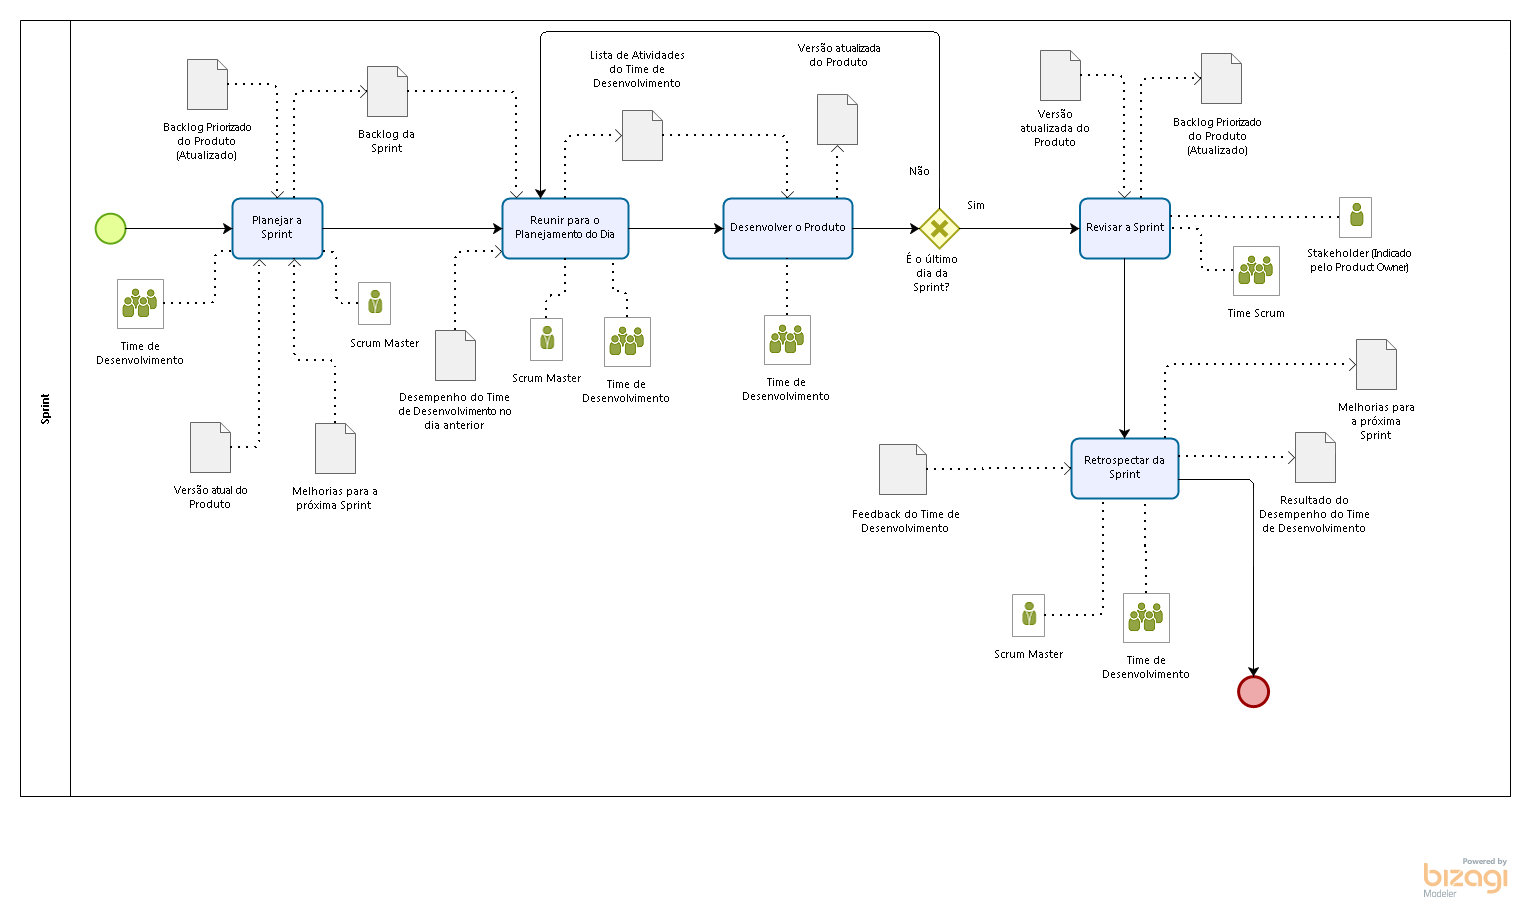 Sprint
Backlog Priorizado
do Produto
(Atualizado)
Backlog da
Sprint
Lista de Atividades
do Time de
Desenvolvimento
Versão atualizada
do Produto
Não
Sim
Versão
atualizada do
Produto
Backlog Priorizado
do Produto
(Atualizado)
Planejar a
Sprint
Reunir para o
Planejamento do Dia
Desenvolver o Produto
É o último
dia da
Sprint?
Revisar a Sprint
Stakeholder (Indicado
pelo Product Owner)
Time Scrum
Time de
Desenvolvimento
Scrum Master
Desempenho do Time
de Desenvolvimento no
dia anterior
Scrum Master
Time de
Desenvolvimento
Time de
Desenvolvimento
Versão atual do
Produto
Melhorias para a
próxima Sprint
Melhorias para
a próxima
Sprint
Retrospectar da
Sprint
Feedback do Time de
Desenvolvimento
Resultado do
Desempenho do Time
de Desenvolvimento
Scrum Master
Time de
Desenvolvimento
Powered by
bizagi
Modeler